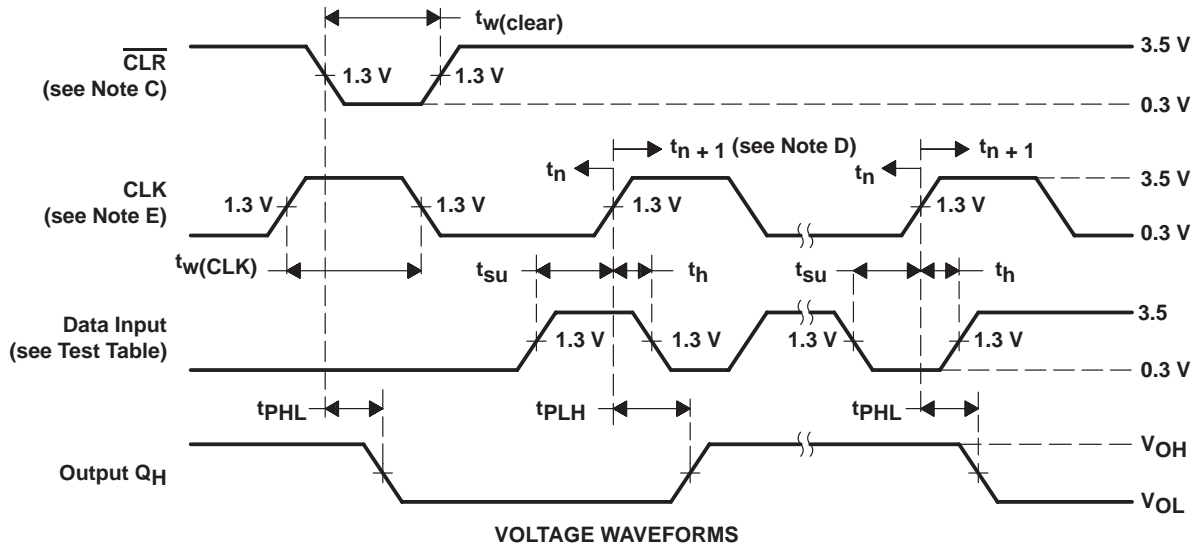 tw(clear)
CLR
(see Note C)
1.3 V
1.3 V
3.5 V
0.3 V
tn
tn + 1 (see Note D)
tn
tn + 1
CLK
(see Note E)
1.3 V
1.3 V
1.3 V
1.3 V
3.5 V
0.3 V
tw(CLK)
tsu
th
tsu
th
Data Input
(see Test Table)
1.3 V
1.3 V
1.3 V
1.3 V
3.5
0.3 V
tPHL
tPLH
tPHL
Output QH
VOH
VOL
VOLTAGE WAVEFORMS